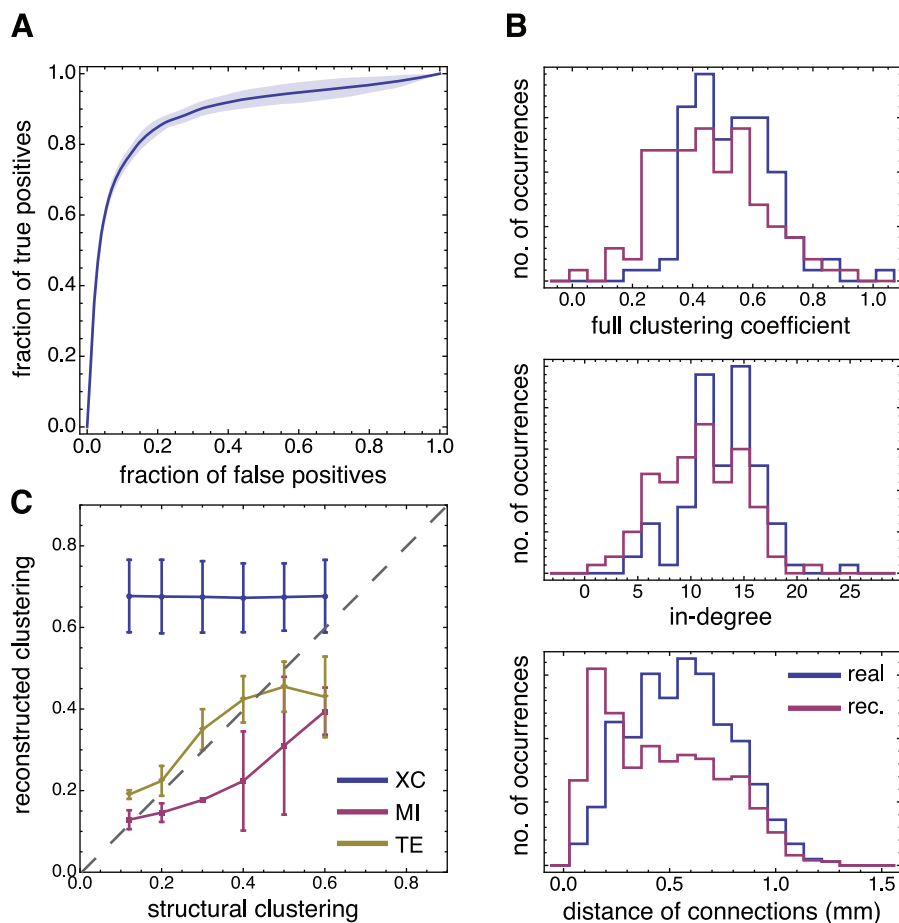 A
1.0
0.8
0.6
0.4
0.2
0.0
fraction of true positives
0.0 0.2 0.4 0.6 0.8 1.0
fraction of false positives
B
no. of occurrences
0.0 0.2 0.4 0.6 0.8 1.0
full clustering coefficient
no. of occurrences
0 5 10 15 20 25
in-degree
no. of occurrences
real
rec.
0.0 0.5 1.0 1.5
distance of connections (mm)
C
0.8
0.6
0.4
0.2
0.0
reconstructed clustering
XC
MI
TE
0.0 0.2 0.4 0.6 0.8
structural clustering